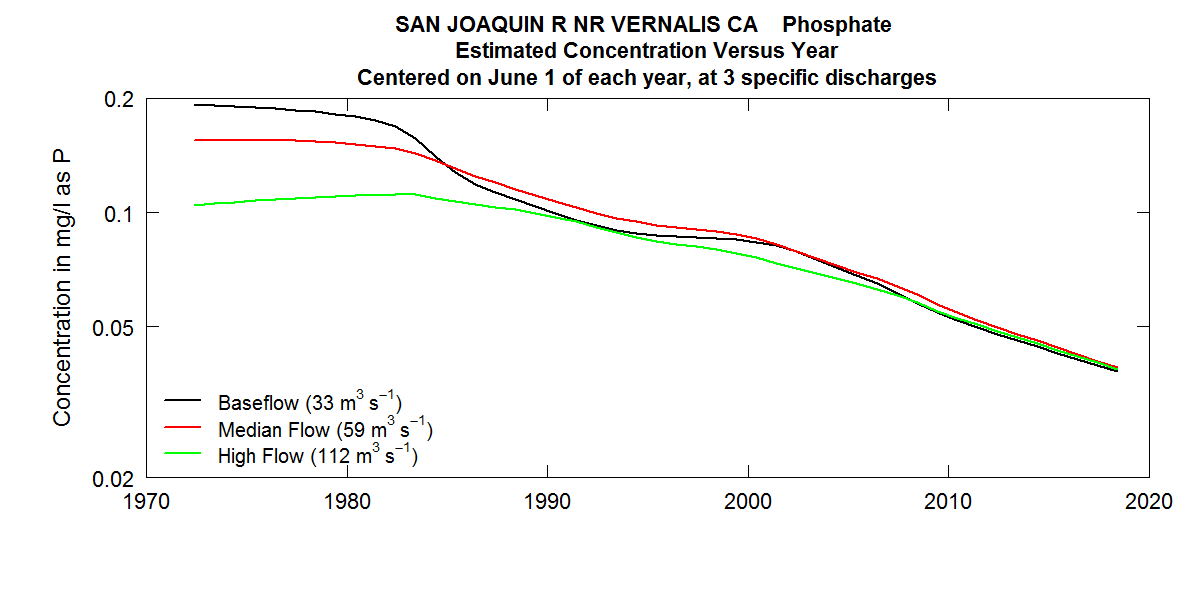 SAN JOAQUIN R NR VERNALIS CA Phosphate
Estimated Concentration Versus Year
Centered on June 1 of each year, at 3 specific discharges
Concentration in mg/l as P
0.2
0.1
0.05
0.02
Baseflow (33 m³ s⁻¹)
Median Flow (59 m³ s⁻¹)
High Flow (112 m³ s⁻¹)
1970 1980 1990 2000 2010 2020